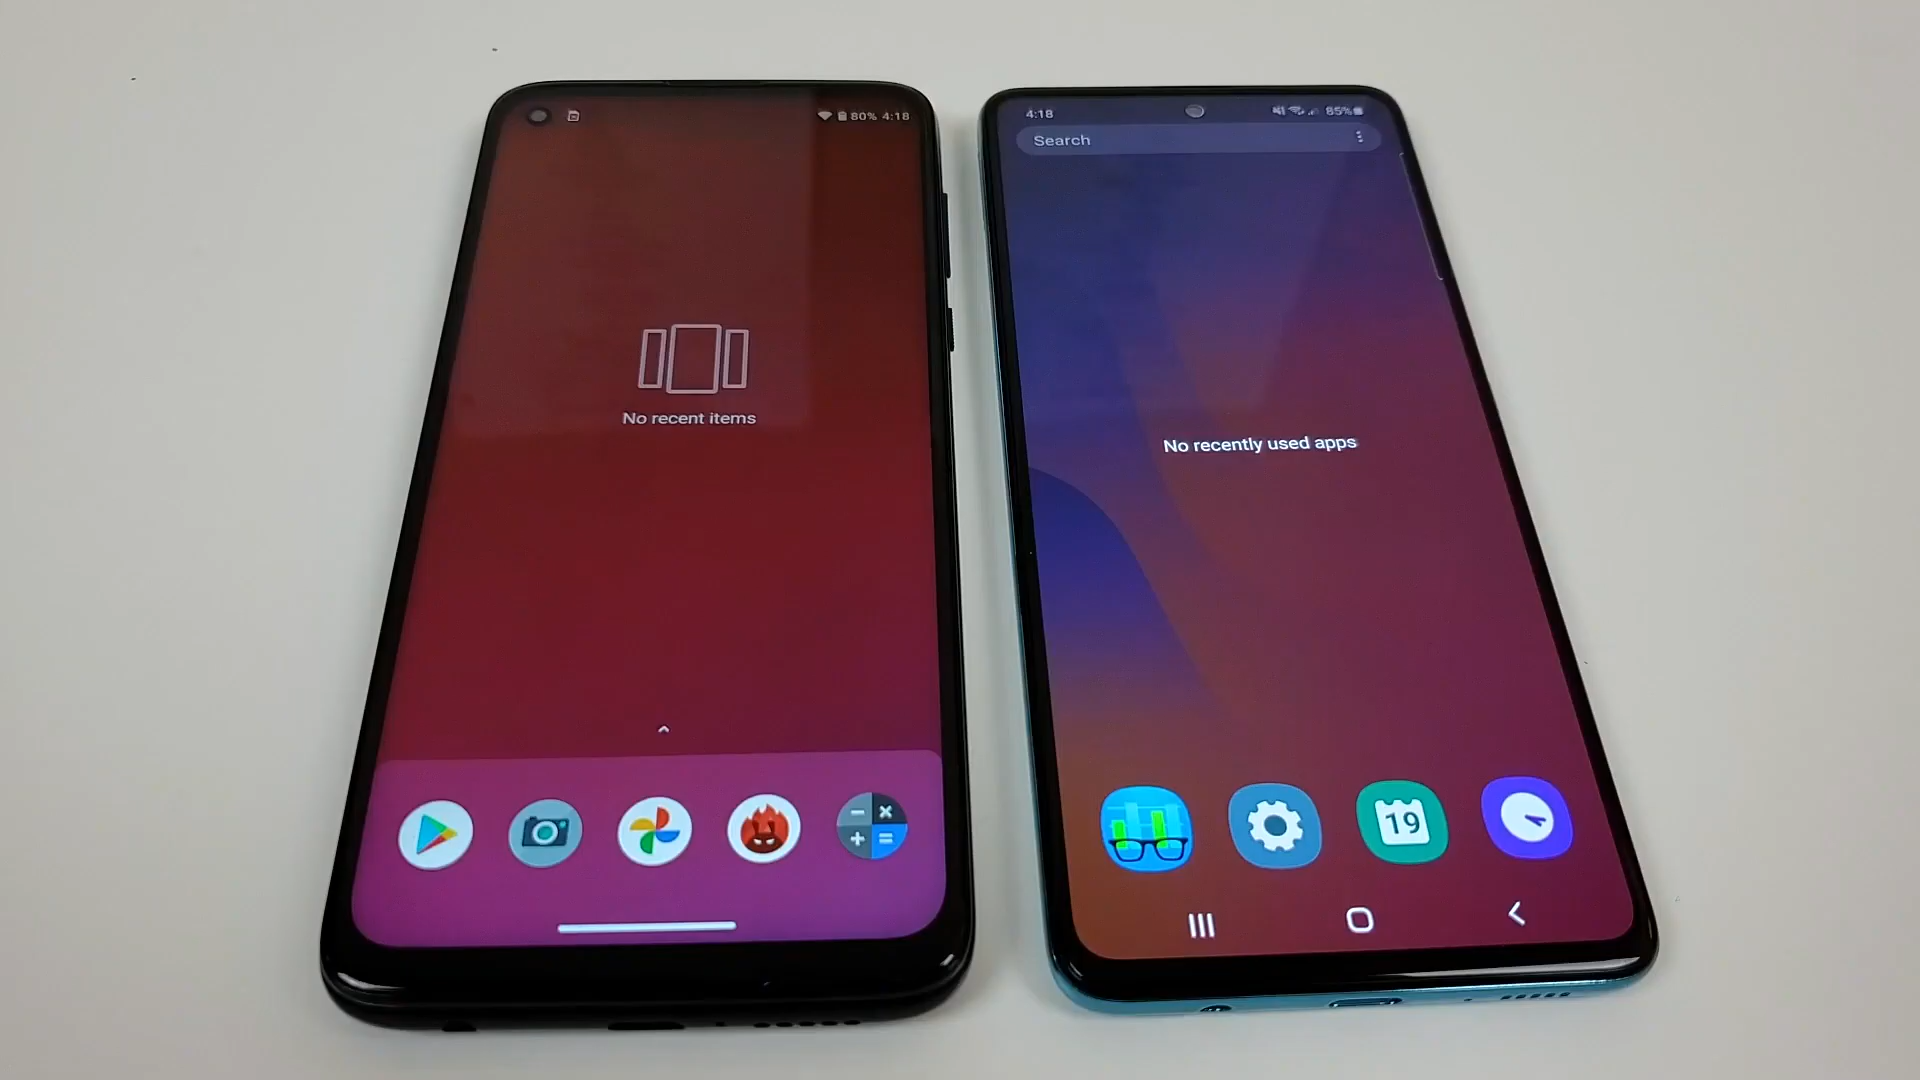 80% 4:18
No recent items
4:18
85%
Search
No recently used apps
19